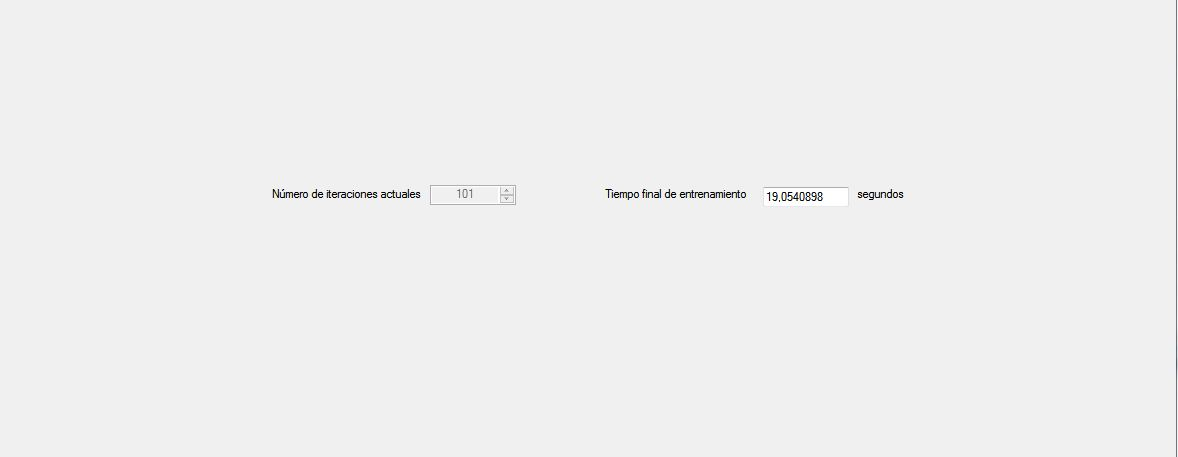 Número de iteraciones actuales 101 Tiempo final de entrenamiento 19,0540898 segundos